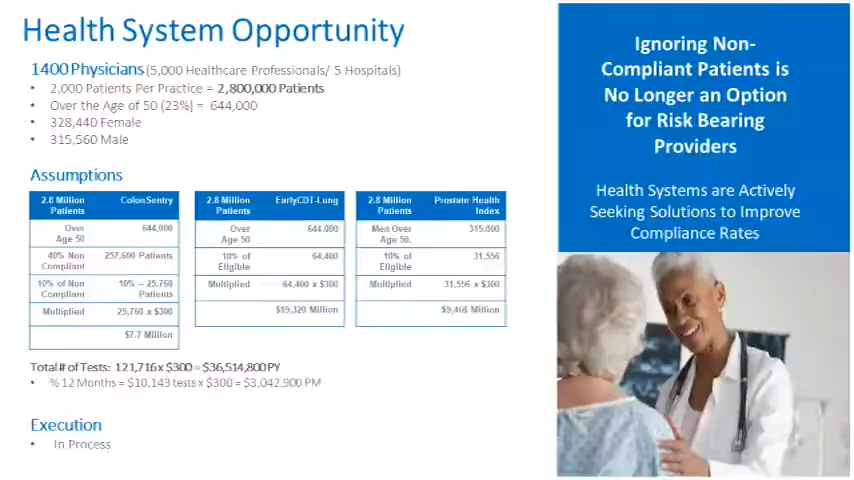 Health System Opportunity
1400 Physicians (5,000 Healthcare Professionals/ 5 Hospitals)
• 2,000 Patients Per Practice = 2,800,000 Patients
• Over the Age of 50 (23%) = 644,000
• 328,440 Female
• 315,560 Male
Assumptions
2.8 Million Patients ColonSentry
Over Age 50 644,000
40% Non Compliant 257,600 Patients
10% of Non Compliant 10% = 25,760 Patients
Multiplied 25,760 x $300
$7.7 Million
2.8 Million Patients EarlyCDT-Lung
Over Age 50 644,000
10% of Eligible 64,400
Multiplied 64,400 x $300
$19,320 Million
2.8 Million Patients Prostate Health Index
Men Over Age 50. 315,000
10% of Eligible 31,556
Multiplied 31,556 x $300
$9,466 Million
Total # of Tests: 121,716 x $300 = $36,514,800 PY
• % 12 Months = $10,143 tests x $300 = $3,042,900 PM
Execution
• In Process
Ignoring Non-
Compliant Patients is
No Longer an Option
for Risk Bearing
Providers
Health Systems are Actively
Seeking Solutions to Improve
Compliance Rates